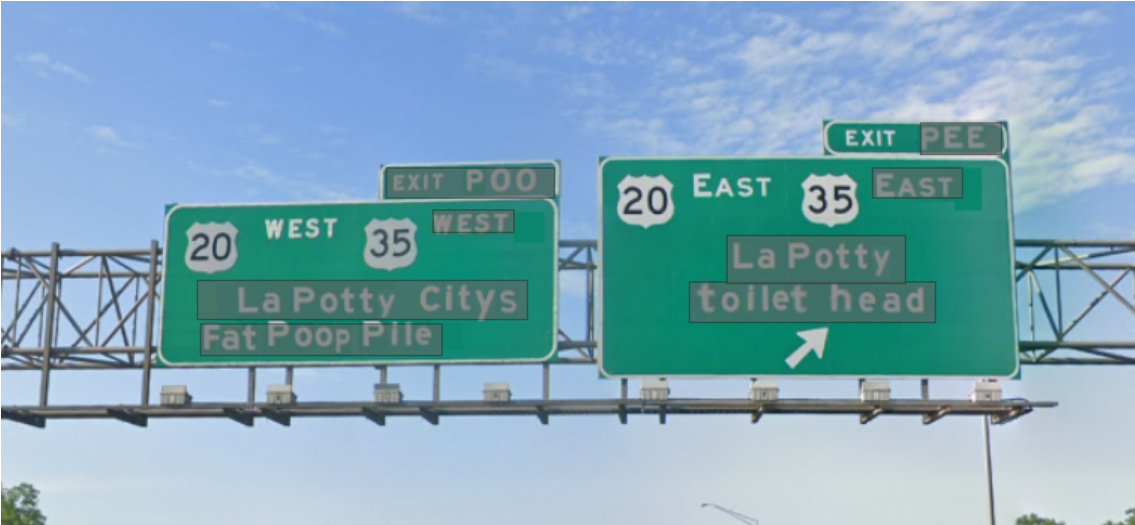 EXIT POO
20 WEST 35 WEST
La Potty Citys
Fat Poop Pile
EXIT PEE
20 EAST 35 EAST
La Potty
toilet head